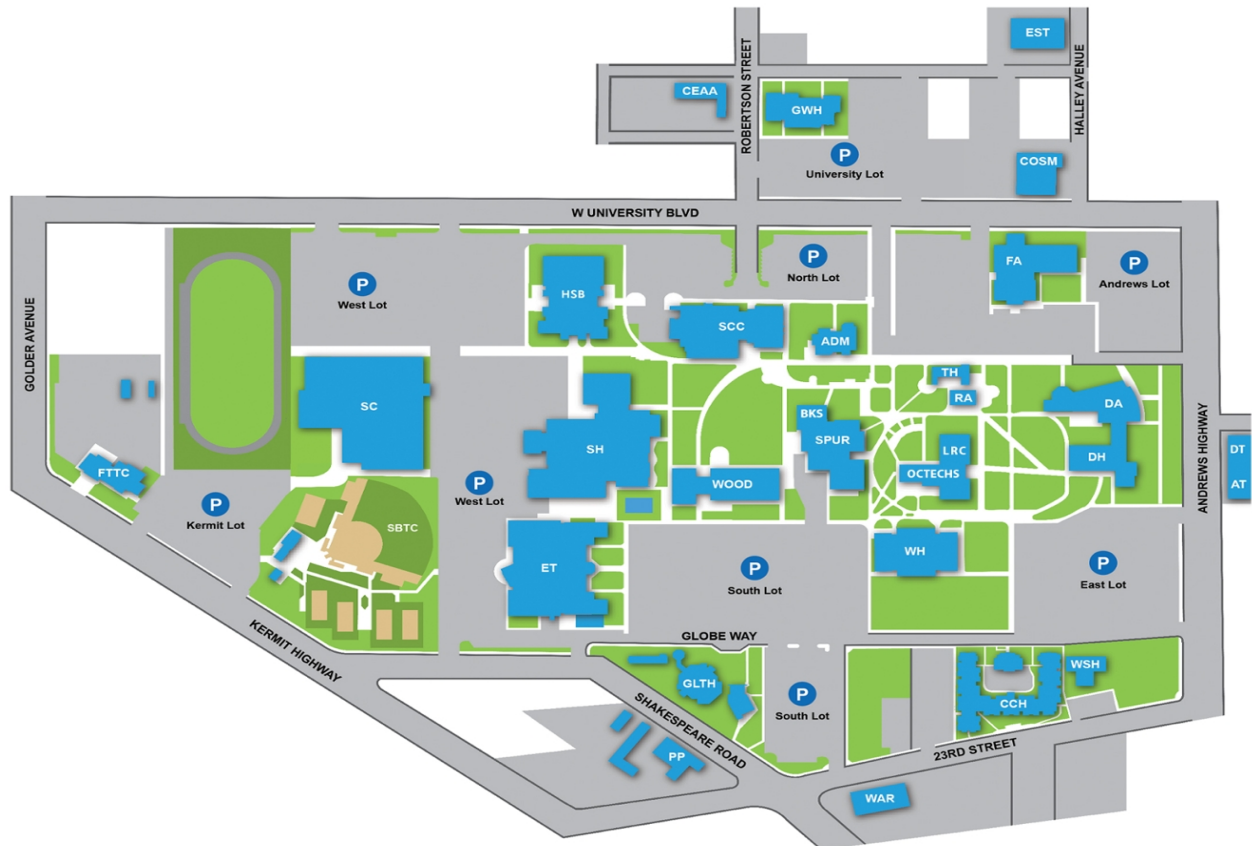 EST
ROBERTSON STREET
HALLEY AVENUE
CEAA
GWH
P
University Lot
COSM
W UNIVERSITY BLVD
P
North Lot
FA
P
Andrews Lot
P
West Lot
HSB
SCC
ADM
GOLDER AVENUE
TH
RA
SC
BKS
SPUR
DA
ANDREWS HIGHWAY
SH
LRC
OCTECHS
DH
DT
AT
FTTC
P
Kermit Lot
P
West Lot
WOOD
SBTC
ET
P
South Lot
WH
P
East Lot
KERMIT HIGHWAY
GLOBE WAY
GLTH
P
South Lot
WSH
CCH
SHAKESPEARE ROAD
PP
23RD STREET
WAR